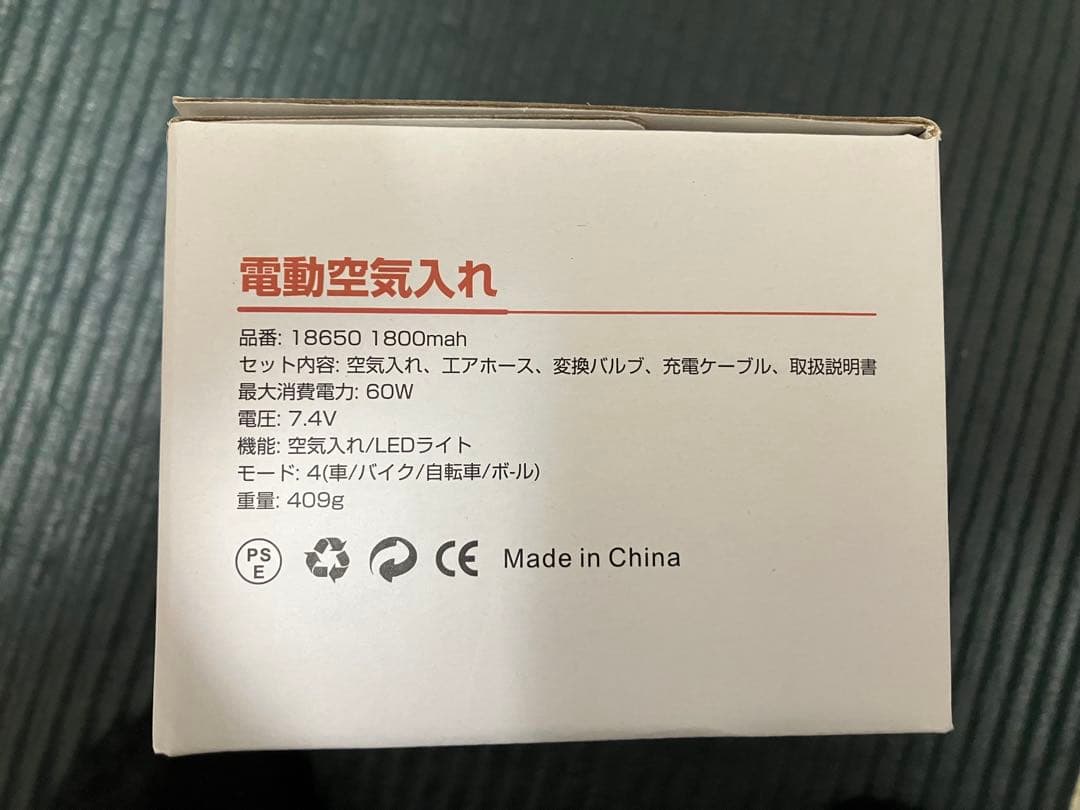 電動空気入れ
品番: 18650 1800mah
セット内容: 空気入れ、エアホース、変換バルブ、充電ケーブル、取扱説明書
最大消費電力: 60W
電圧: 7.4V
機能: 空気入れ/LEDライト
モード: 4(車/バイク/自転車/ボール)
重量: 409g
PS
E
CE Made in China